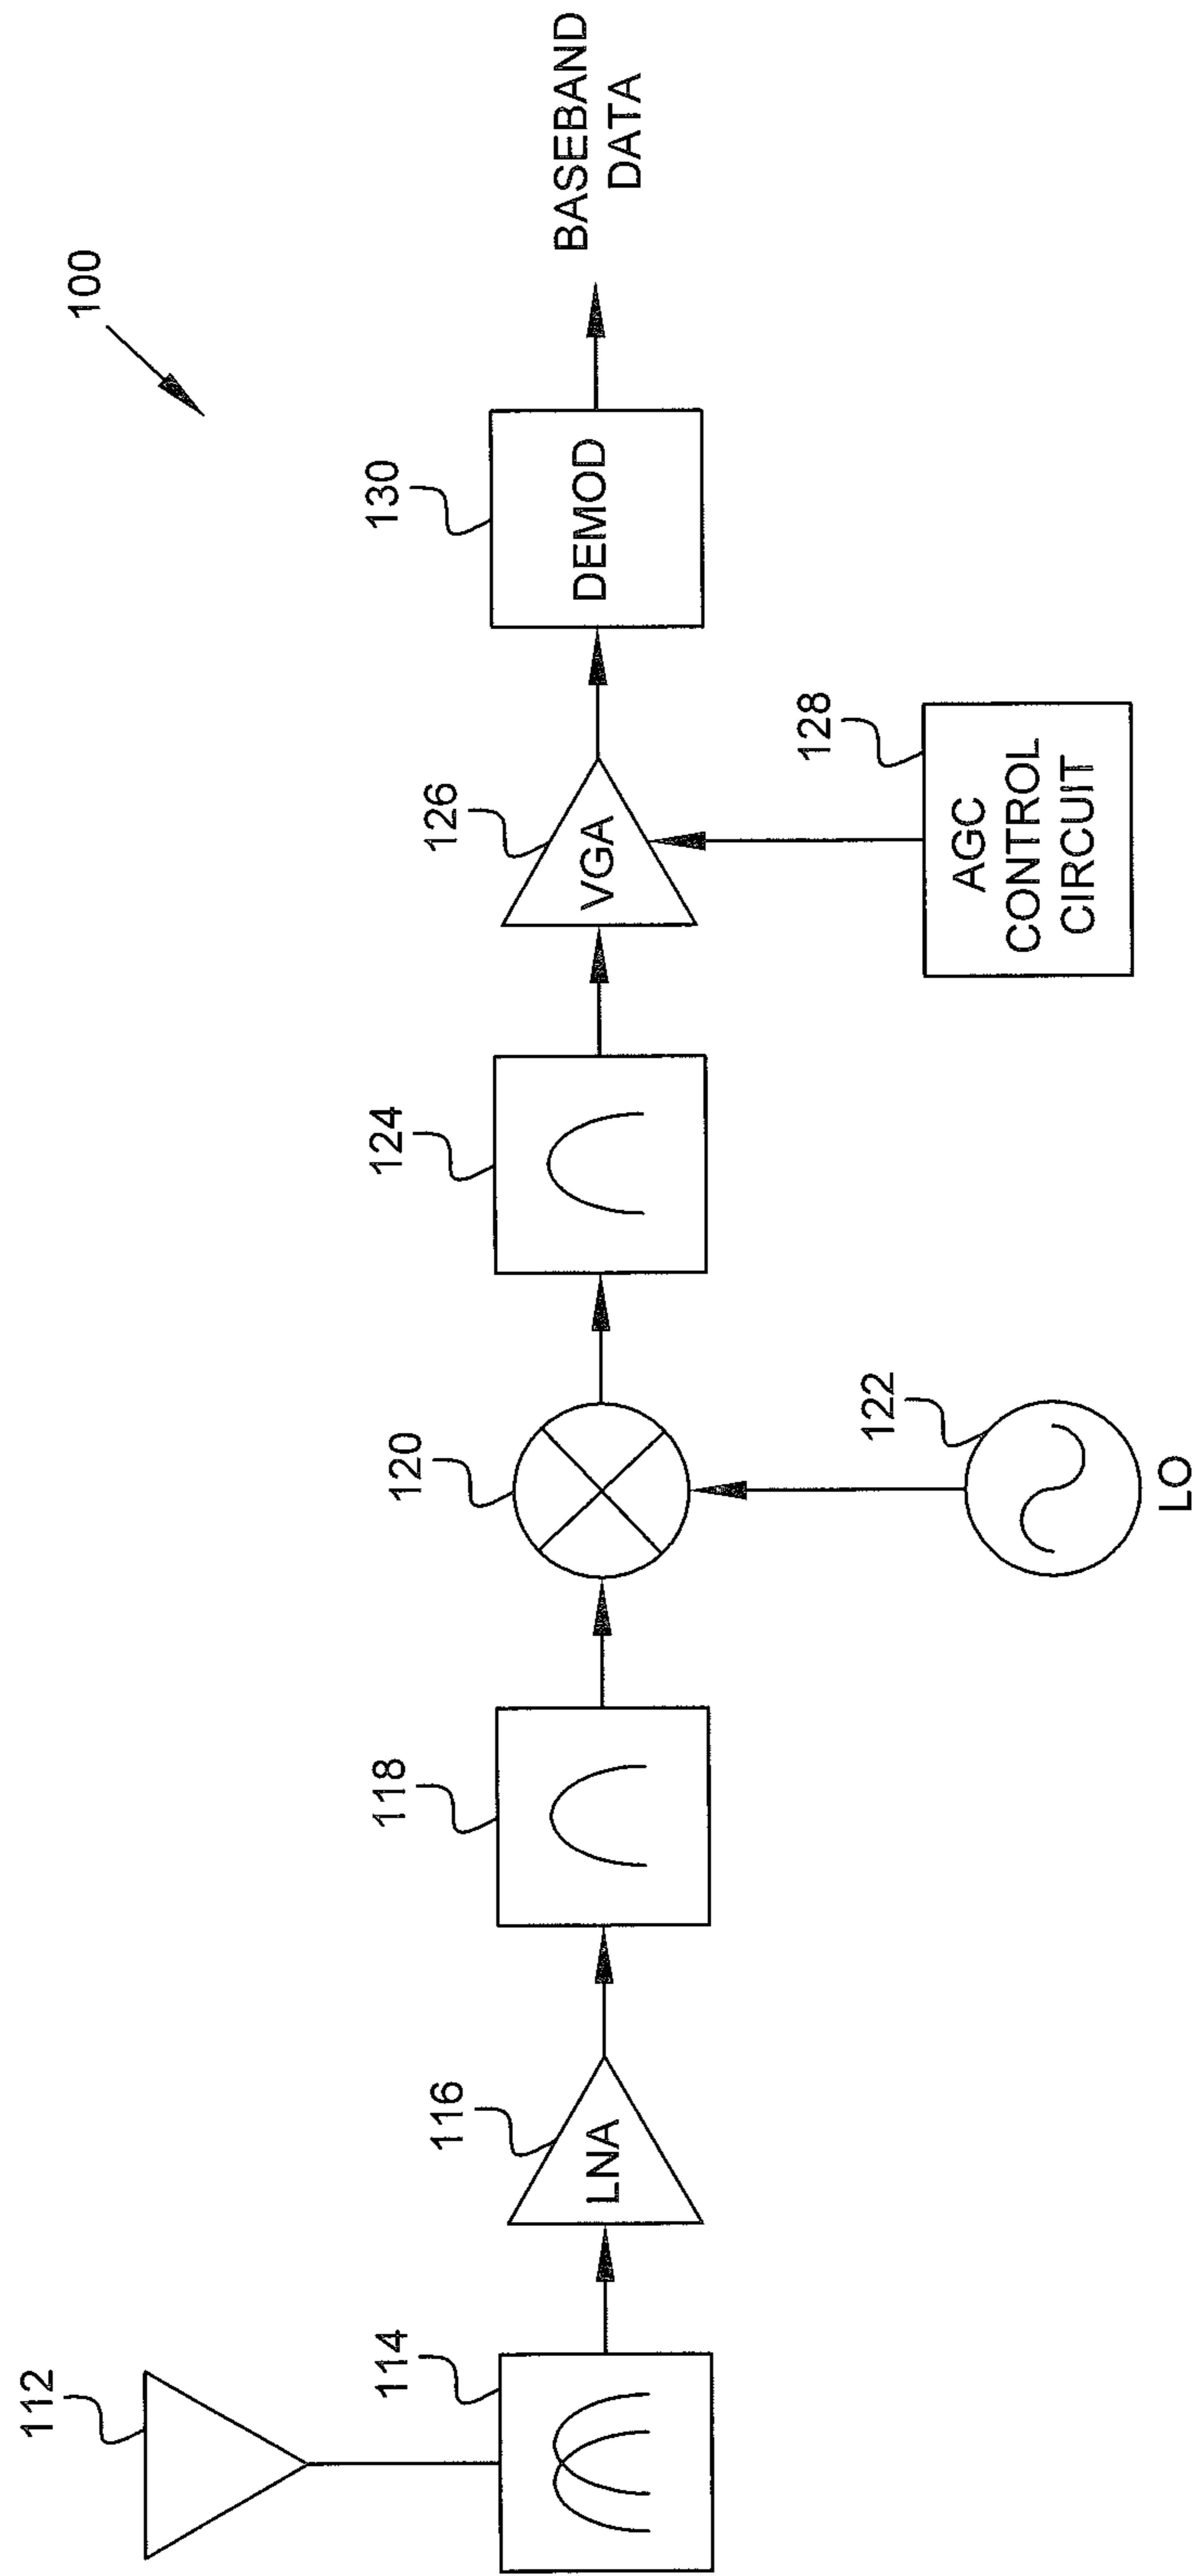 100
112
114
116
LNA
118
120
122
LO
124
126
VGA
128
AGC
CONTROL
CIRCUIT
130
DEMOD
BASEBAND
DATA